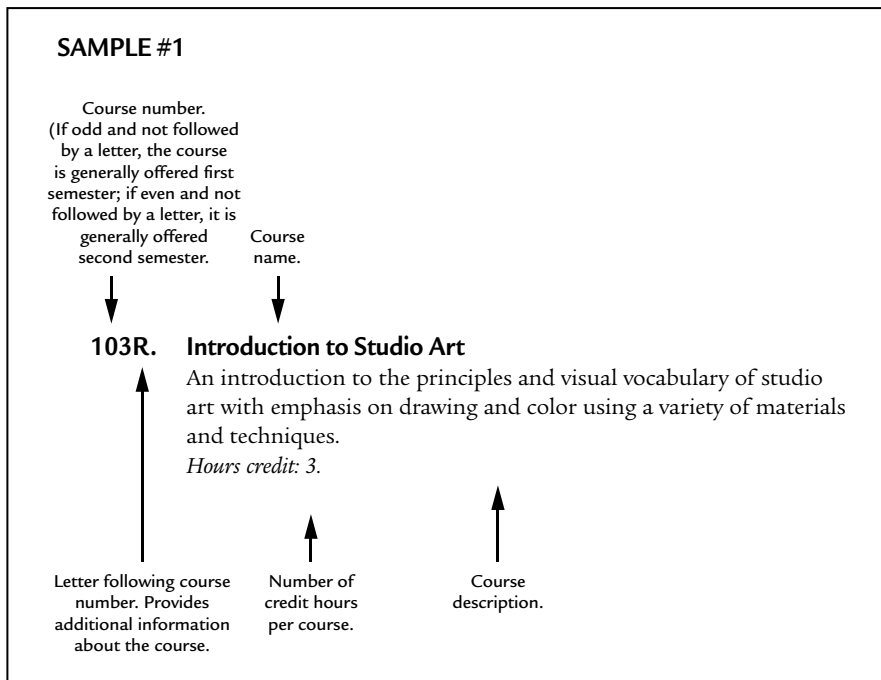 SAMPLE #1
Course number.
(If odd and not followed
by a letter, the course
is generally offered first
semester; if even and not
followed by a letter, it is
generally offered
second semester.
Course
name.
103R. Introduction to Studio Art
An introduction to the principles and visual vocabulary of studio
art with emphasis on drawing and color using a variety of materials
and techniques.
Hours credit: 3.
Letter following course
number. Provides
additional information
about the course.
Number of
credit hours
per course.
Course
description.